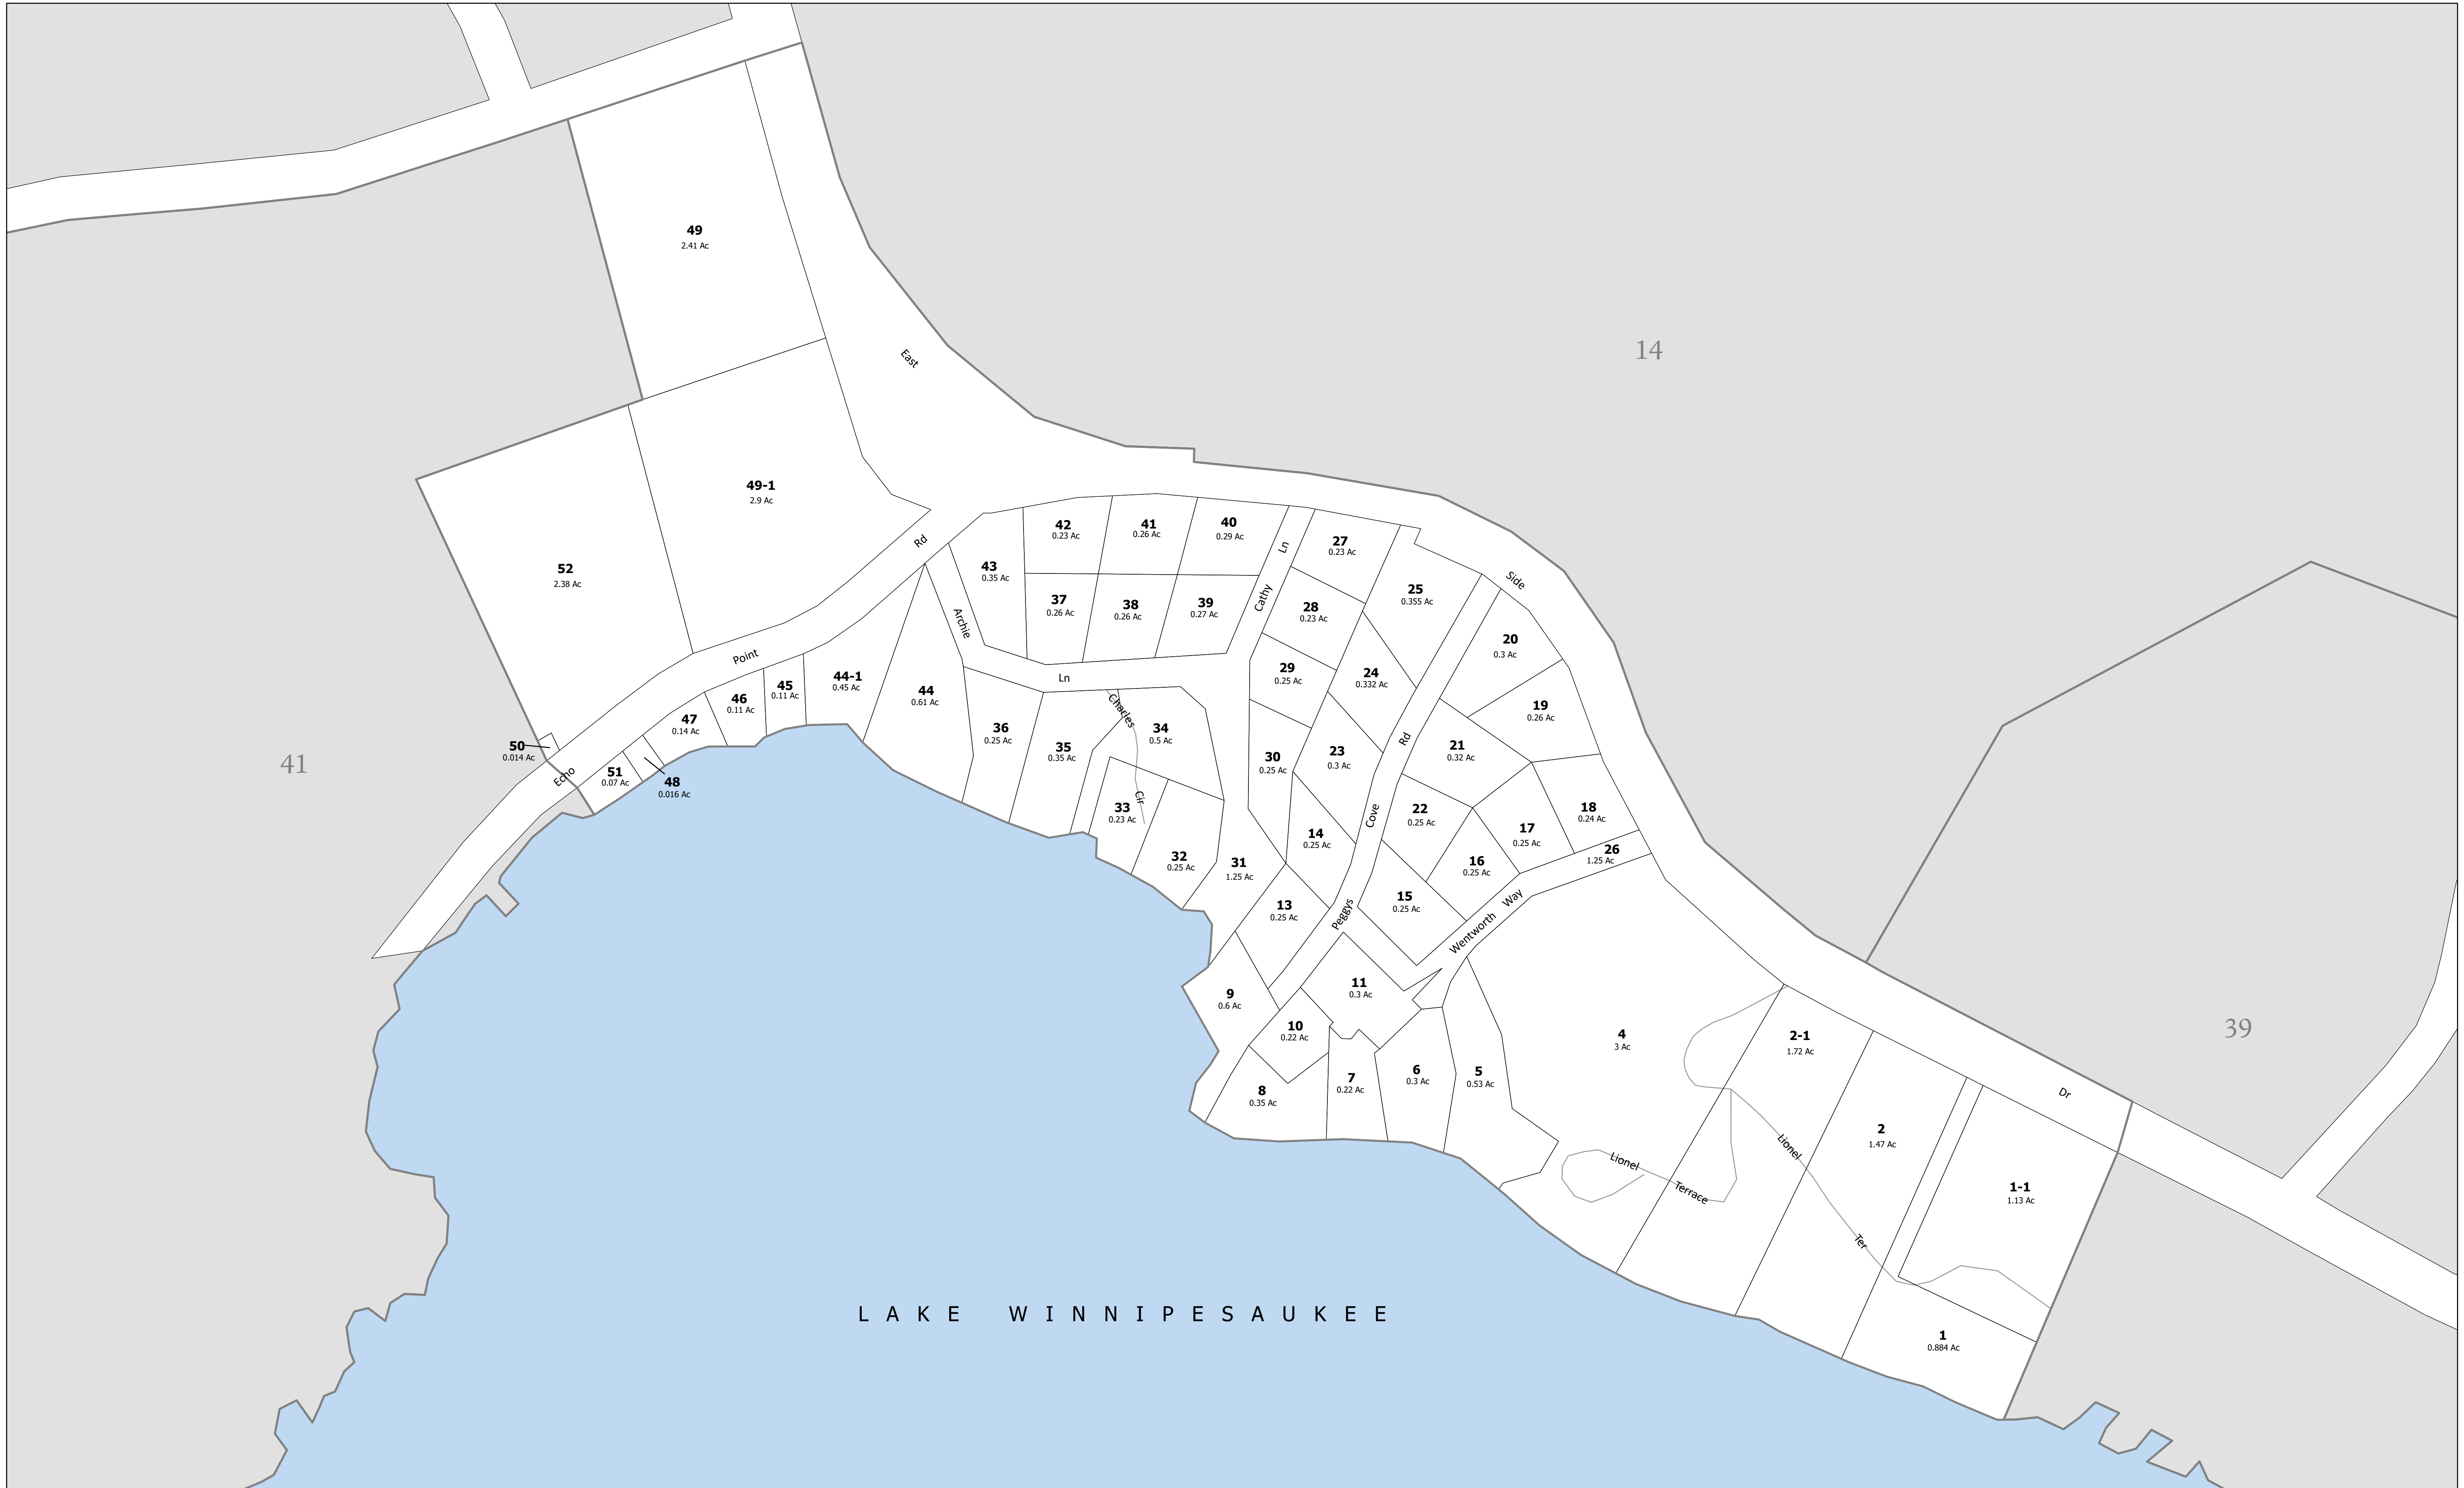 49
2.41 Ac
East
14
49-1
2.9 Ac
52
2.38 Ac
Rd
Point
Echo
50
0.014 Ac
51
0.07 Ac
48
0.016 Ac
47
0.14 Ac
46
0.11 Ac
45
0.11 Ac
44-1
0.45 Ac
44
0.61 Ac
Archie
Ln
43
0.35 Ac
42
0.23 Ac
41
0.26 Ac
40
0.29 Ac
37
0.26 Ac
38
0.26 Ac
39
0.27 Ac
Cathy
Ln
27
0.23 Ac
28
0.23 Ac
29
0.25 Ac
30
0.25 Ac
25
0.355 Ac
24
0.332 Ac
23
0.3 Ac
Side
20
0.3 Ac
19
0.26 Ac
21
0.32 Ac
22
0.25 Ac
18
0.24 Ac
17
0.25 Ac
16
0.25 Ac
15
0.25 Ac
26
1.25 Ac
14
0.25 Ac
13
0.25 Ac
Peggys
Cove
Rd
Wentworth
Way
36
0.25 Ac
35
0.35 Ac
34
0.5 Ac
Charles
Cir
33
0.23 Ac
32
0.25 Ac
31
1.25 Ac
9
0.6 Ac
10
0.22 Ac
11
0.3 Ac
8
0.35 Ac
7
0.22 Ac
6
0.3 Ac
5
0.53 Ac
4
3 Ac
2-1
1.72 Ac
2
1.47 Ac
1-1
1.13 Ac
1
0.884 Ac
Lionel
Terrace
Lionel
Ter
Dr
41
39
LAKE WINNIPESAUKEE